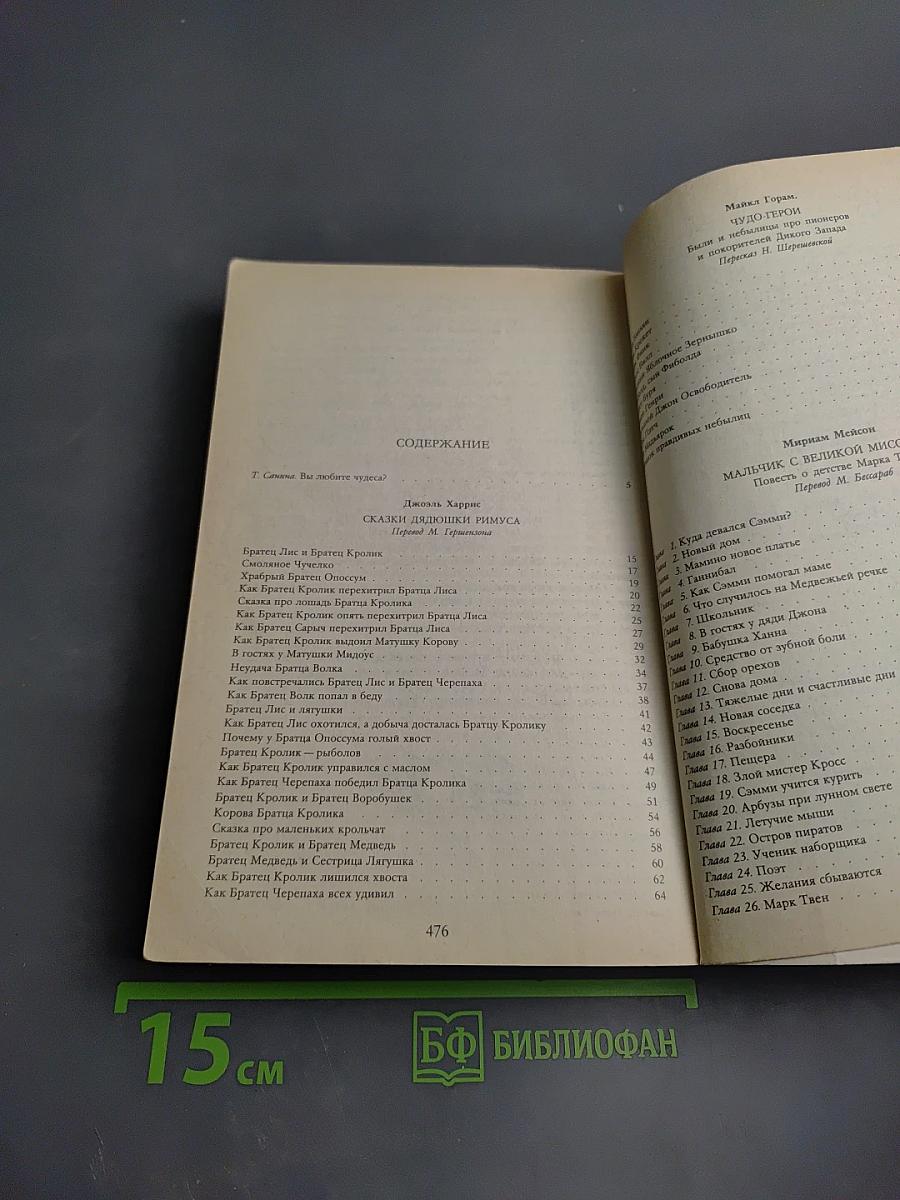 СОДЕРЖАНИЕ
Т. Санина. Вы любите чудеса? 5
Джоэль Харрис
СКАЗКИ ДЯДЮШКИ РИМУСА
Перевод М. Гершензона
Братец Лис и Братец Кролик 15
Смоляное Чучелко 17
Храбрый Братец Опоссум 19
Как Братец Кролик перехитрил Братца Лиса 20
Сказка про лошадь Братца Кролика 22
Как Братец Кролик опять перехитрил Братца Лиса 25
Как Братец Сарыч перехитрил Братца Лиса 27
Как Братец Кролик выдоил Матушку Корову 29
В гостях у Матушки Мидоус 32
Неудача Братца Волка 34
Как повстречались Братец Лис и Братец Черепаха 37
Как Братец Волк попал в беду 38
Братец Лис и лягушки 41
Как Братец Лис охотился, а добыча досталась Братцу Кролику 42
Почему у Братца Опоссума голый хвост 43
Братец Кролик — рыболов 44
Как Братец Кролик управился с маслом 47
Как Братец Черепаха победил Братца Кролика 49
Братец Кролик и Братец Воробушек 51
Корова Братца Кролика 54
Сказка про маленьких крольчат 56
Братец Кролик и Братец Медведь 58
Братец Медведь и Сестрица Лягушка 60
Как Братец Кролик лишился хвоста 62
Как Братец Черепаха всех удивил 64
476
Майкл Горам.
ЧУДО-ГЕРОИ
Были и небылицы про пионеров
и покорителей Дикого Запада
Пересказ Н. Шерешевской
Яблочное Зернышко
сын Фиболда
Джон Освободитель
правдивых небылиц
Мириам Мейсон
МАЛЬЧИК С ВЕЛИКОЙ
Повесть о детстве Марка
Перевод М. Бессараб
1. Куда девался Сэмми?
2. Новый дом
3. Мамино новое платье
4. Ганнибал
5. Как Сэмми помогал маме
6. Что случилось на Медвежьей речке
Глава 7. Школьник
Глава 8. В гостях у дяди Джона
Глава 9. Бабушка Ханна
Глава 10. Средство от зубной боли
Глава 11. Сбор орехов
Глава 12. Снова дома
Глава 13. Тяжелые дни и счастливые дни
Глава 14. Новая соседка
Глава 15. Воскресенье
Глава 16. Разбойники
Глава 17. Пещера
Глава 18. Злой мистер Кросс
Глава 19. Сэмми учится курить
Глава 20. Арбузы при лунном свете
Глава 21. Летучие мыши
Глава 22. Остров пиратов
Глава 23. Ученик наборщика
Глава 24. Поэт
Глава 25. Желания сбываются
Глава 26. Марк Твен
15 см
БФ БИБЛИОФАН